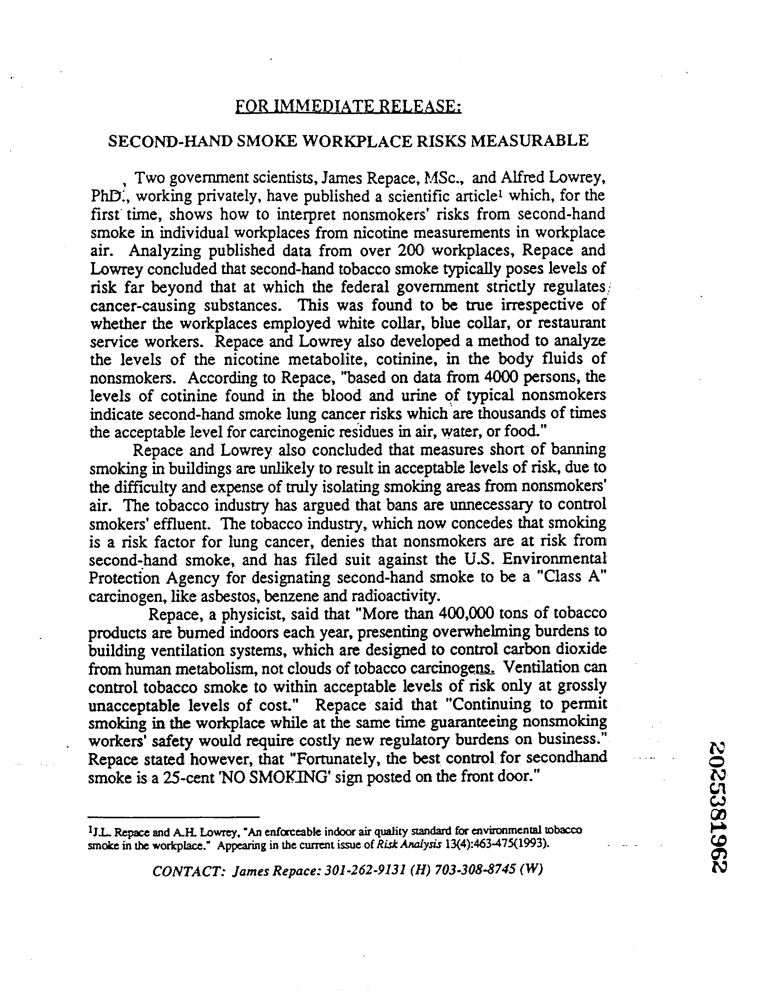 FOR IMMEDIATE RELEASE:
SECOND-HAND SMOKE WORKPLACE RISKS MEASURABLE
Two government scientists, James Repace, MSc., and Alfred Lowrey,
PhD., working privately, have published a scientific article¹ which, for the
first time, shows how to interpret nonsmokers' risks from second-hand
smoke in individual workplaces from nicotine measurements in workplace
air. Analyzing published data from over 200 workplaces, Repace and
Lowrey concluded that second-hand tobacco smoke typically poses levels of
risk far beyond that at which the federal government strictly regulates
cancer-causing substances. This was found to be true irrespective of
whether the workplaces employed white collar, blue collar, or restaurant
service workers. Repace and Lowrey also developed a method to analyze
the levels of the nicotine metabolite, cotinine, in the body fluids of
nonsmokers. According to Repace, "based on data from 4000 persons, the
levels of cotinine found in the blood and urine of typical nonsmokers
indicate second-hand smoke lung cancer risks which are thousands of times
the acceptable level for carcinogenic residues in air, water, or food."
Repace and Lowrey also concluded that measures short of banning
smoking in buildings are unlikely to result in acceptable levels of risk, due to
the difficulty and expense of truly isolating smoking areas from nonsmokers'
air. The tobacco industry has argued that bans are unnecessary to control
smokers' effluent. The tobacco industry, which now concedes that smoking
is a risk factor for lung cancer, denies that nonsmokers are at risk from
second-hand smoke, and has filed suit against the U.S. Environmental
Protection Agency for designating second-hand smoke to be a "Class A"
carcinogen, like asbestos, benzene and radioactivity.
Repace, a physicist, said that "More than 400,000 tons of tobacco
products are burned indoors each year, presenting overwhelming burdens to
building ventilation systems, which are designed to control carbon dioxide
from human metabolism, not clouds of tobacco carcinogens. Ventilation can
control tobacco smoke to within acceptable levels of risk only at grossly
unacceptable levels of cost." Repace said that "Continuing to permit
smoking in the workplace while at the same time guaranteeing nonsmoking
workers' safety would require costly new regulatory burdens on business."
Repace stated however, that "Fortunately, the best control for secondhand
smoke is a 25-cent 'NO SMOKING' sign posted on the front door."
¹J.L. Repace and A.H. Lowrey, "An enforceable indoor air quality standard for environmental tobacco
smoke in the workplace." Appearing in the current issue of Risk Analysis 13(4):463-475(1993).
CONTACT: James Repace: 301-262-9131 (H) 703-308-8745 (W)
2025381962